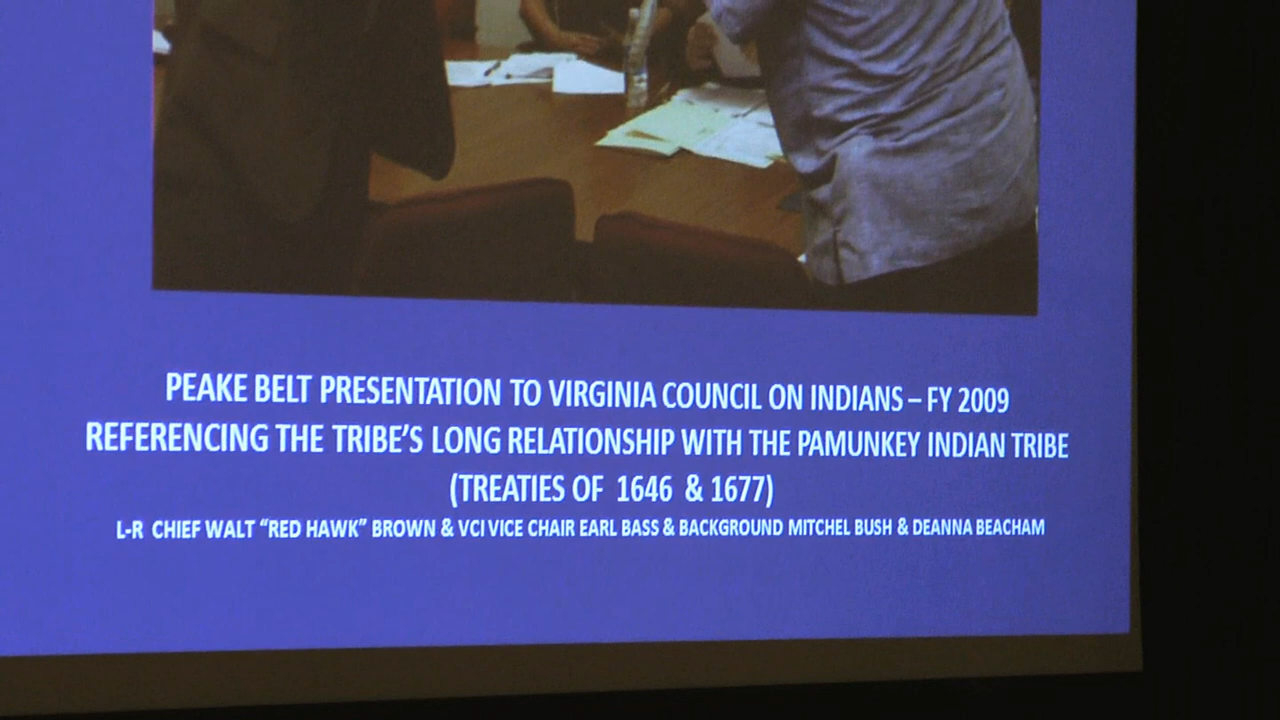 PEAKE BELT PRESENTATION TO VIRGINIA COUNCIL ON INDIANS – FY 2009
REFERENCING THE TRIBE'S LONG RELATIONSHIP WITH THE PAMUNKEY INDIAN TRIBE
(TREATIES OF 1646 & 1677)
L-R CHIEF WALT “RED HAWK” BROWN & VCI VICE CHAIR EARL BASS & BACKGROUND MITCHEL BUSH & DEANNA BEACHAM